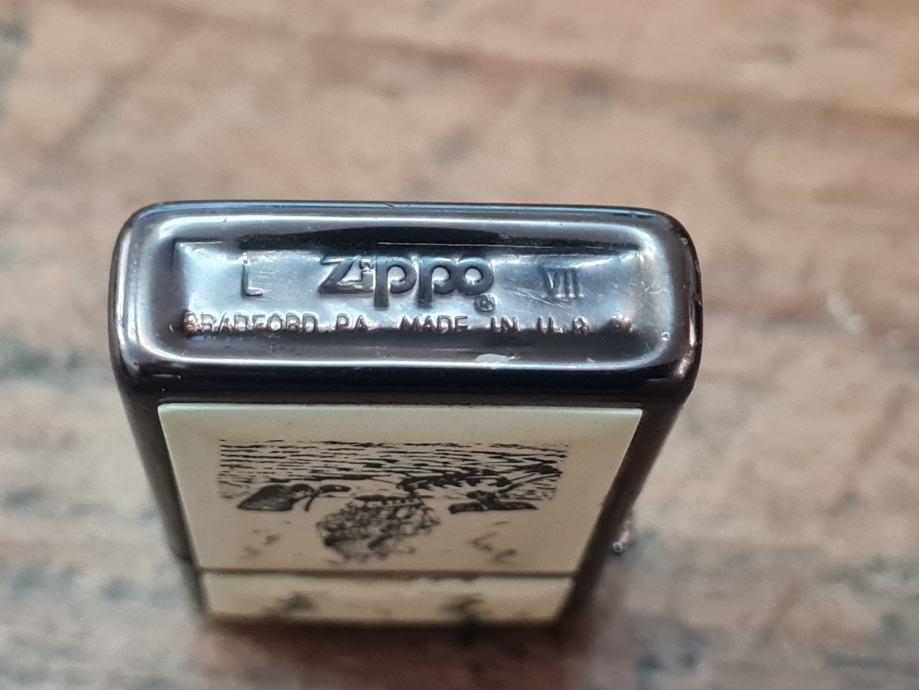 L Zippo ® VII
BRADFORD PA. MADE IN U.S.A.